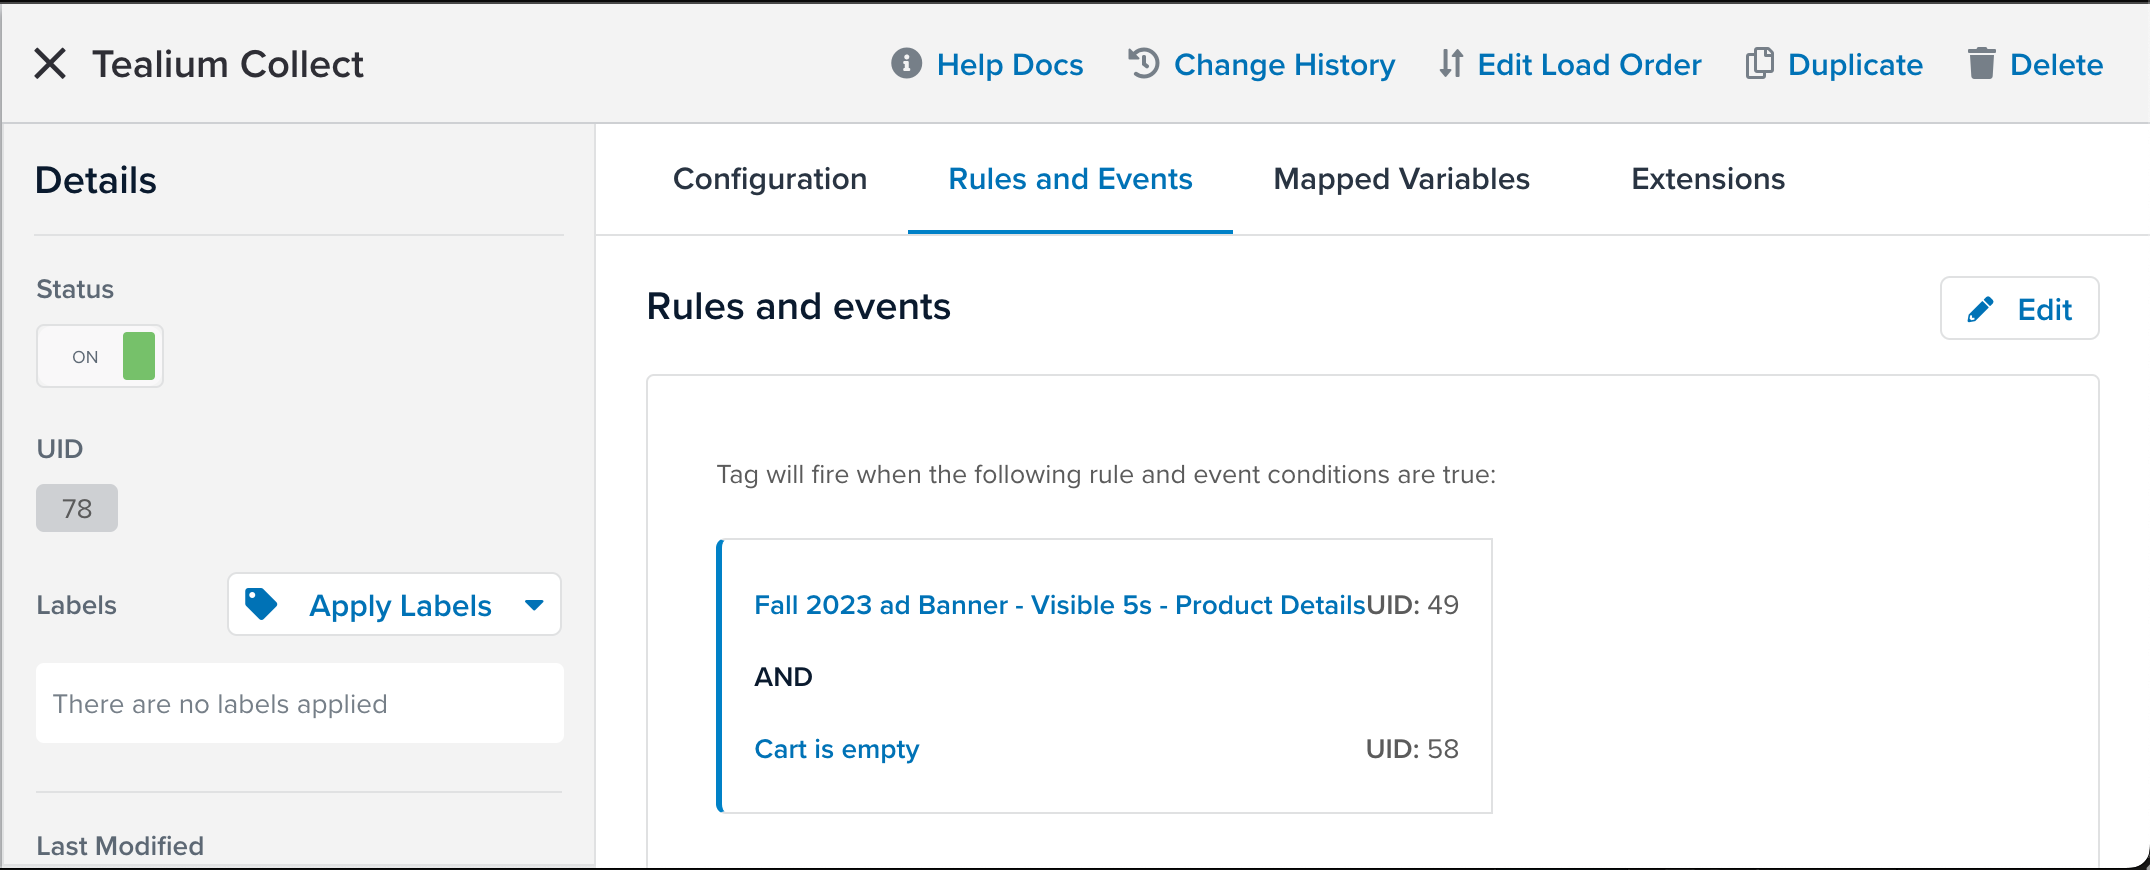 Tealium Collect
Help Docs
Change History
Edit Load Order
Duplicate
Delete
Details
Status
ON
UID
78
Labels
Apply Labels
There are no labels applied
Last Modified
Configuration
Rules and Events
Mapped Variables
Extensions
Rules and events
Edit
Tag will fire when the following rule and event conditions are true:
Fall 2023 ad Banner - Visible 5s - Product Details UID: 49
AND
Cart is empty UID: 58